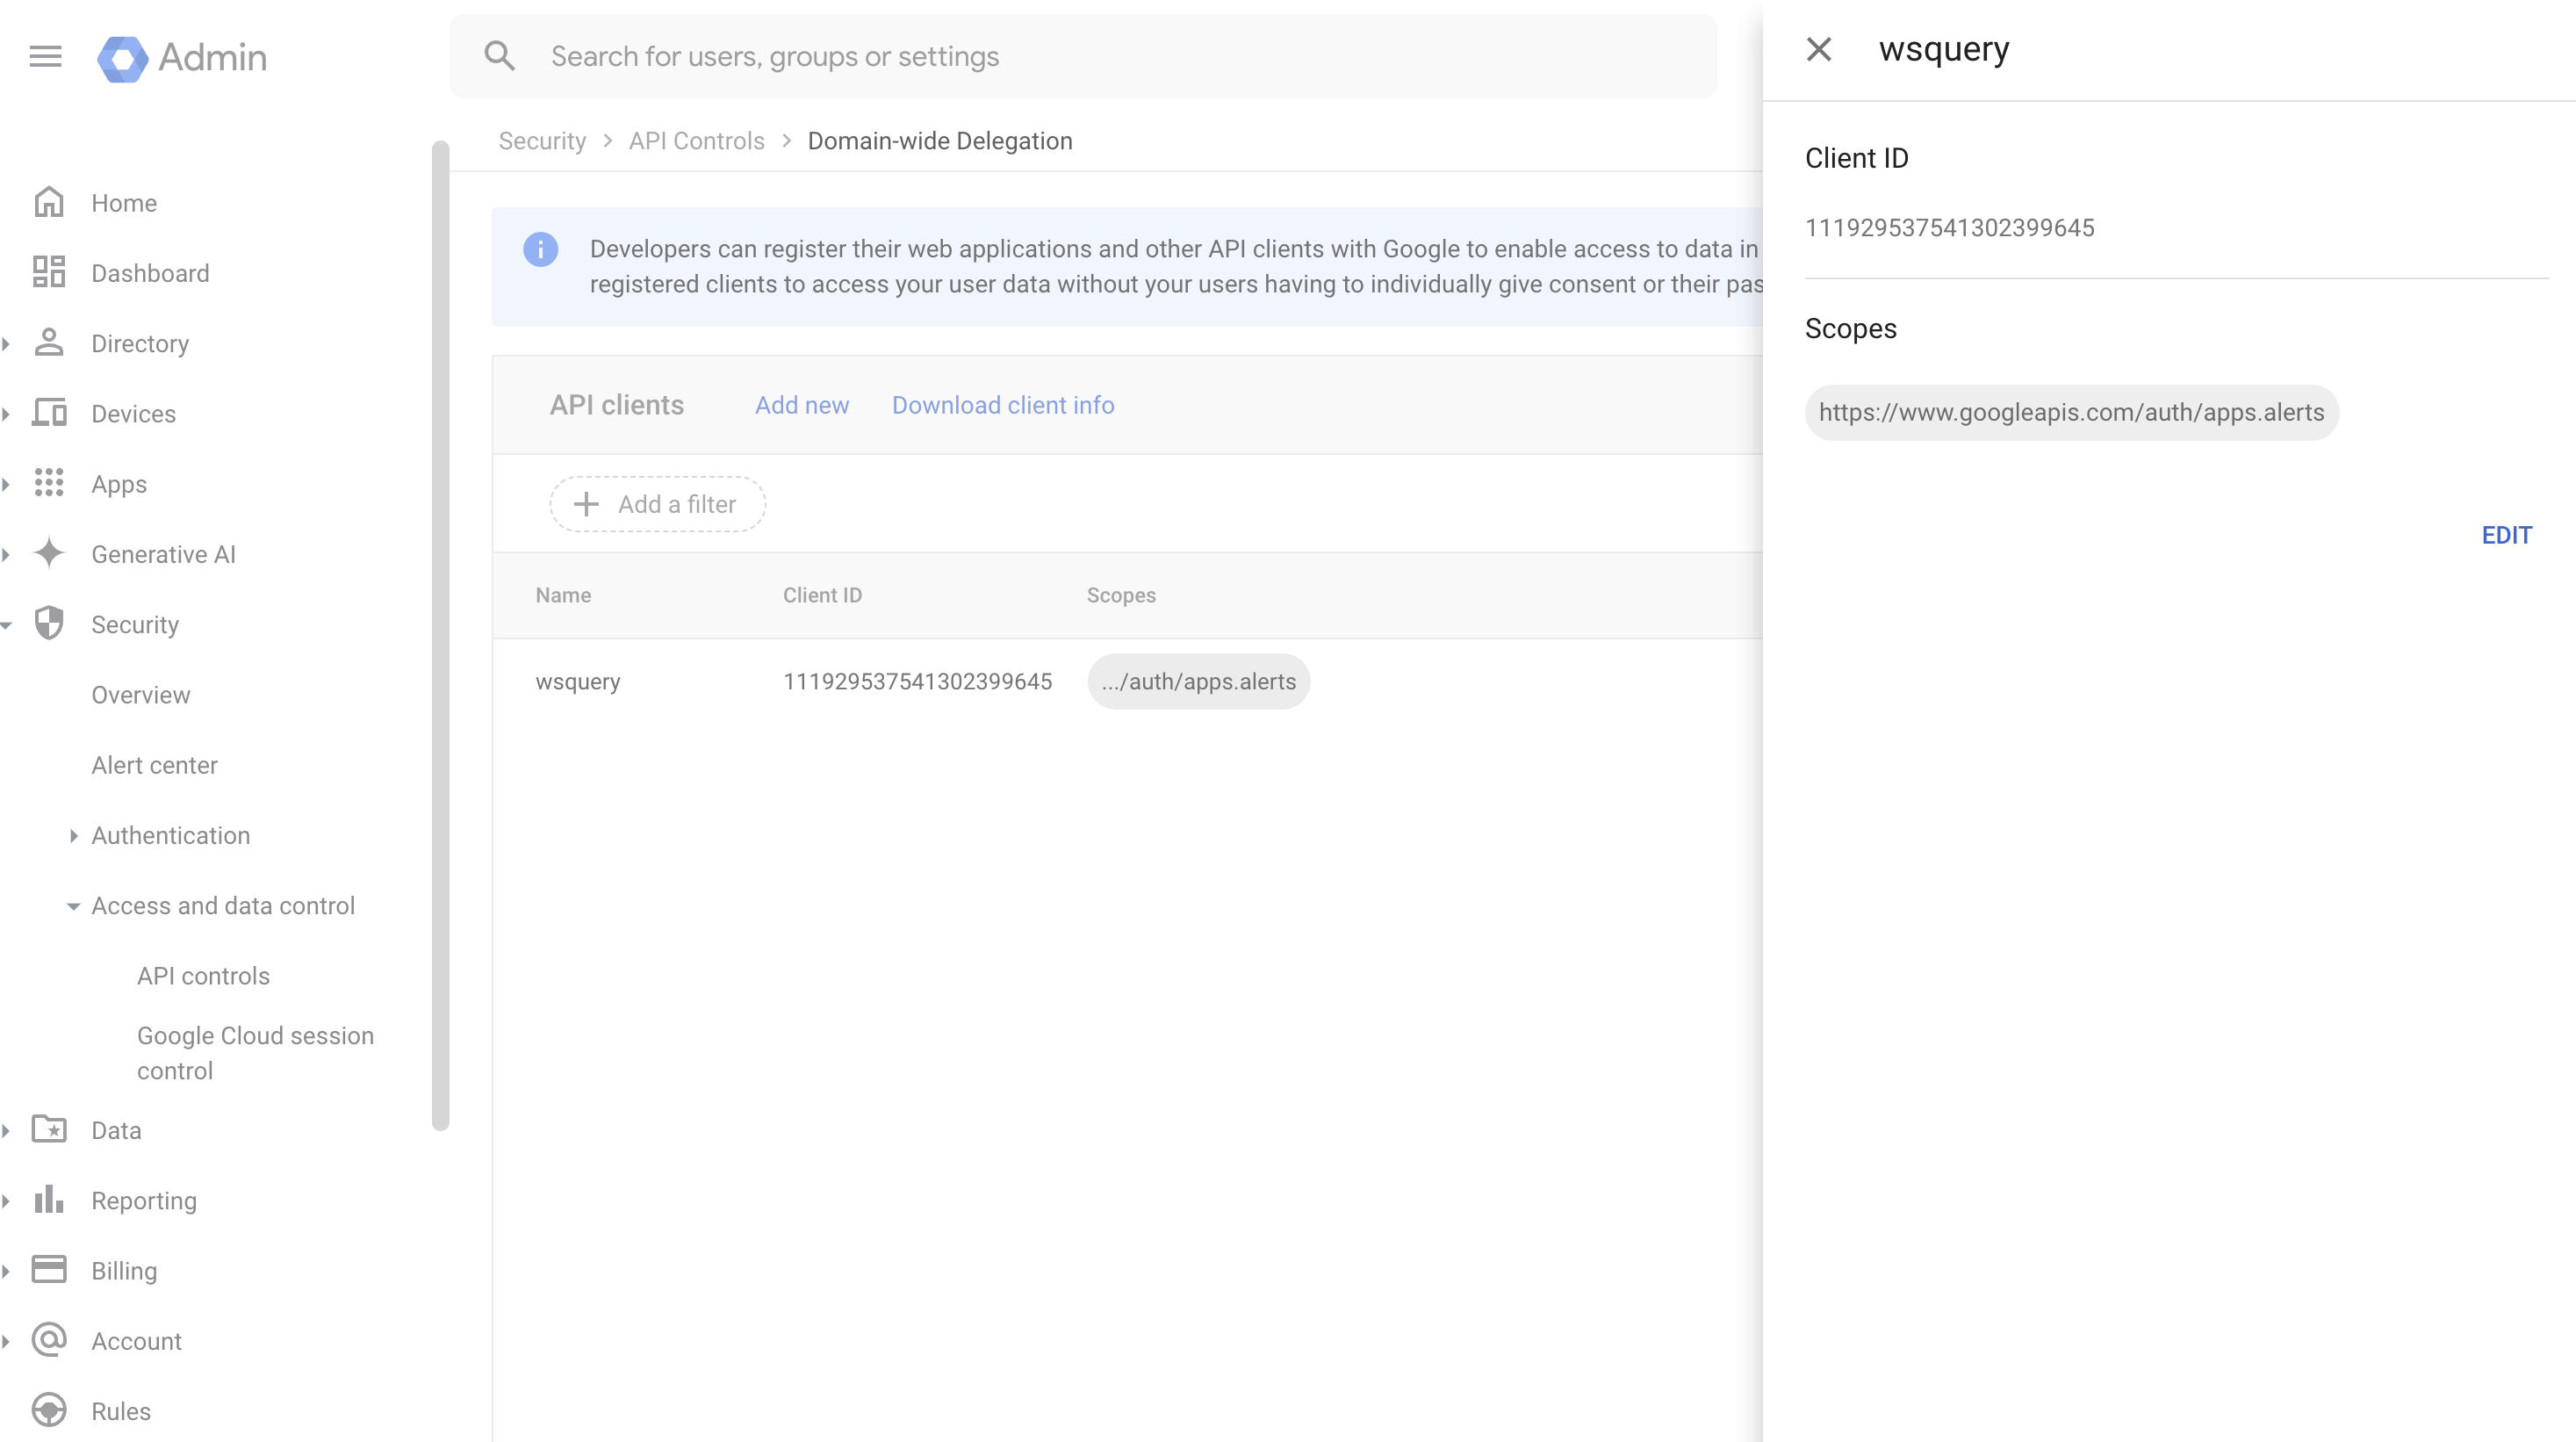 Admin
Search for users, groups or settings
Security > API Controls > Domain-wide Delegation
Home
Dashboard
Directory
Devices
Apps
Generative AI
Security
Overview
Alert center
Authentication
Access and data control
API controls
Google Cloud session
control
Data
Reporting
Billing
Account
Rules
Developers can register their web applications and other API clients with Google to enable access to data in
registered clients to access your user data without your users having to individually give consent or their pas
API clients Add new Download client info
Add a filter
Name Client ID Scopes
wsquery 111929537541302399645 .../auth/apps.alerts
wsquery
Client ID
111929537541302399645
Scopes
https://www.googleapis.com/auth/apps.alerts
EDIT